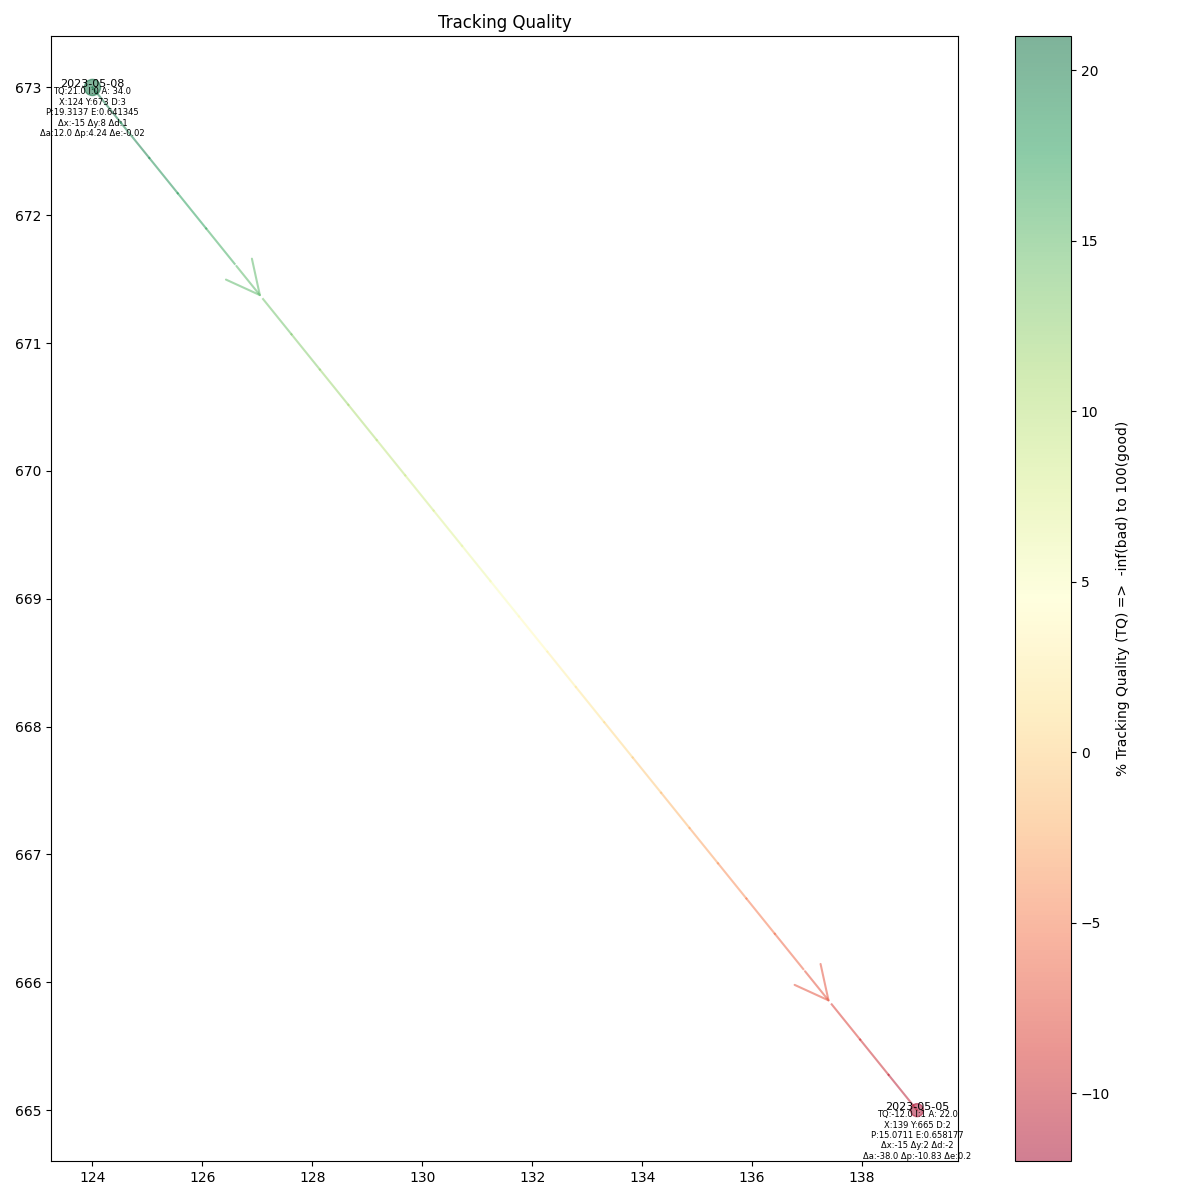 Tracking Quality
673
672
671
670
669
668
667
666
665
2023-05-08
TQ:21.0 I:0 A: 34.0
X:124 Y:673 D:3
P:19.3137 E:0.641345
Δx:-15 Δy:8 Δd:1
Δa:12.0 Δp:4.24 Δe:-0.02
2023-05-05
TQ:-12.0 I:1 A: 22.0
X:139 Y:665 D:2
P:15.0711 E:0.658177
Δx:-15 Δy:2 Δd:-2
Δa:-38.0 Δp:-10.83 Δe:0.2
124
126
128
130
132
134
136
138
20
15
10
5
0
−5
−10
% Tracking Quality (TQ) => -inf(bad) to 100(good)